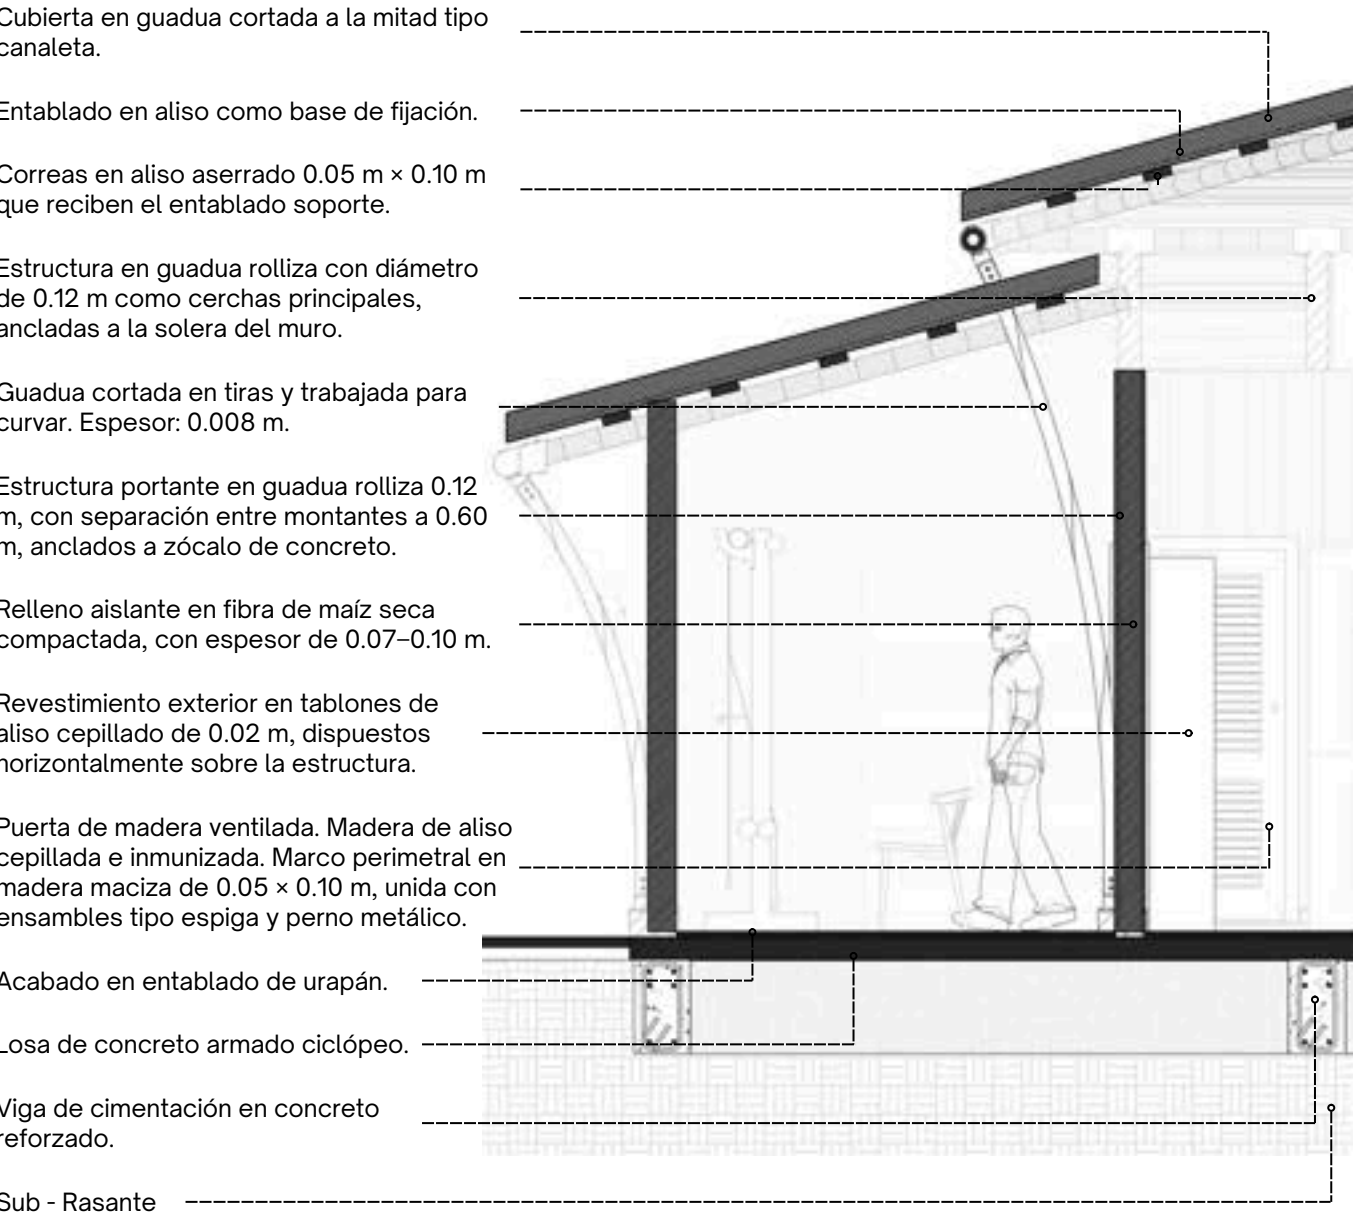 Cubierta en guadua cortada a la mitad tipo
canaleta.
Entablado en aliso como base de fijación.
Correas en aliso aserrado 0.05 m × 0.10 m
que reciben el entablado soporte.
Estructura en guadua rolliza con diámetro
de 0.12 m como cerchas principales,
ancladas a la solera del muro.
Guadua cortada en tiras y trabajada para
curvar. Espesor: 0.008 m.
Estructura portante en guadua rolliza 0.12
m, con separación entre montantes a 0.60
m, anclados a zócalo de concreto.
Relleno aislante en fibra de maíz seca
compactada, con espesor de 0.07–0.10 m.
Revestimiento exterior en tablones de
aliso cepillado de 0.02 m, dispuestos
horizontalmente sobre la estructura.
Puerta de madera ventilada. Madera de aliso
cepillada e inmunizada. Marco perimetral en
madera maciza de 0.05 × 0.10 m, unida con
ensambles tipo espiga y perno metálico.
Acabado en entablado de urapán.
Losa de concreto armado ciclópeo.
Viga de cimentación en concreto
reforzado.
Sub - Rasante